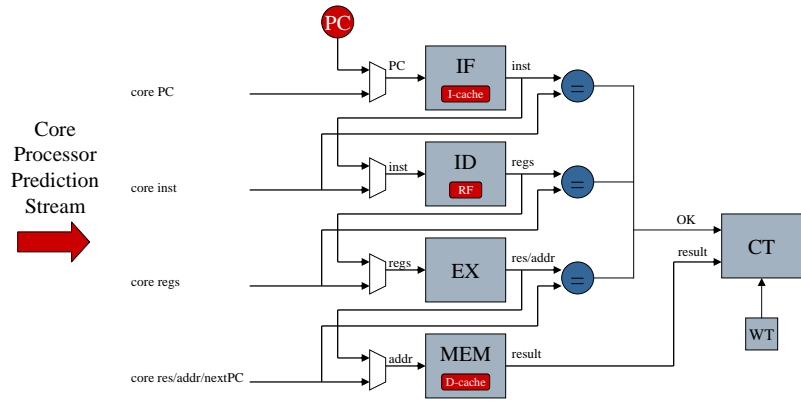 PC
PC
IF
inst
I-cache
=
core PC
Core
Processor
Prediction
Stream
core inst
inst
ID
regs
RF
=
OK
CT
result
core regs
regs
EX
res/addr
=
WT
core res/addr/nextPC
addr
MEM
result
D-cache